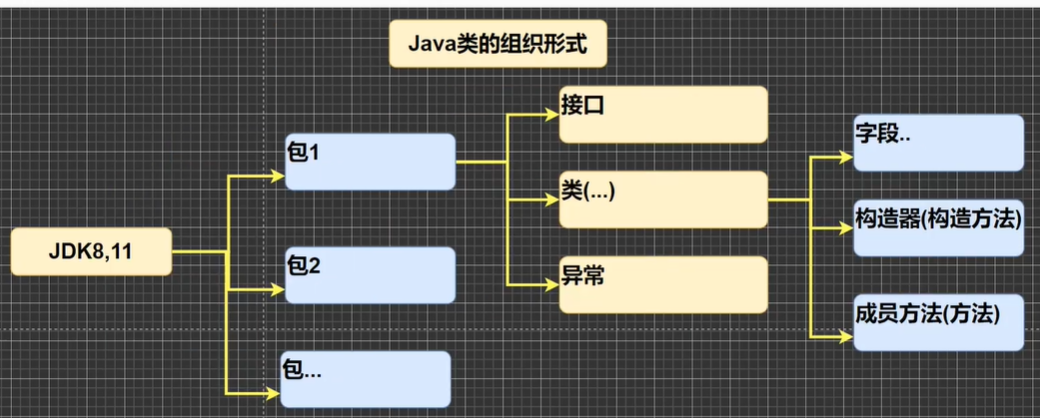 Java类的组织形式
接口
字段..
包1
类(...)
构造器(构造方法)
JDK8,11
包2
异常
成员方法(方法)
包...